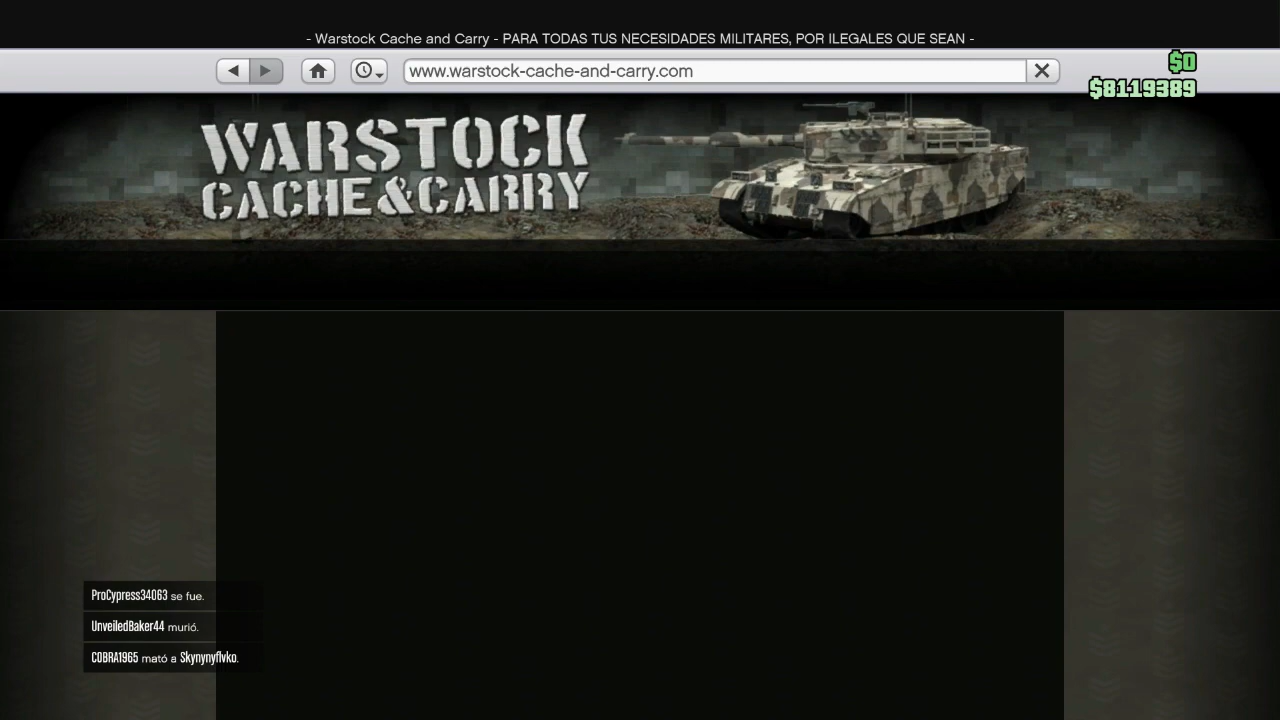 - Warstock Cache and Carry - PARA TODAS TUS NECESIDADES MILITARES, POR ILEGALES QUE SEAN -
www.warstock-cache-and-carry.com
$0
$8119389
WARSTOCK
CACHE&CARRY
ProCypress34063 se fue.
UnveiledBaker44 murió.
COBRA1965 mató a Skynynyflvko.